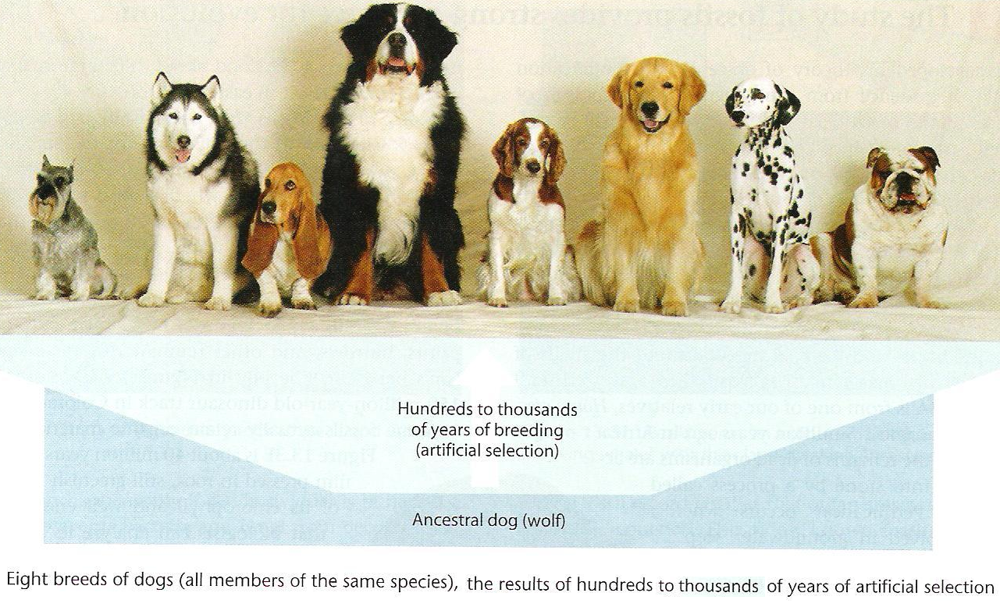 Hundreds to thousands
of years of breeding
(artificial selection)
Ancestral dog (wolf)
Eight breeds of dogs (all members of the same species), the results of hundreds to thousands of years of artificial selection